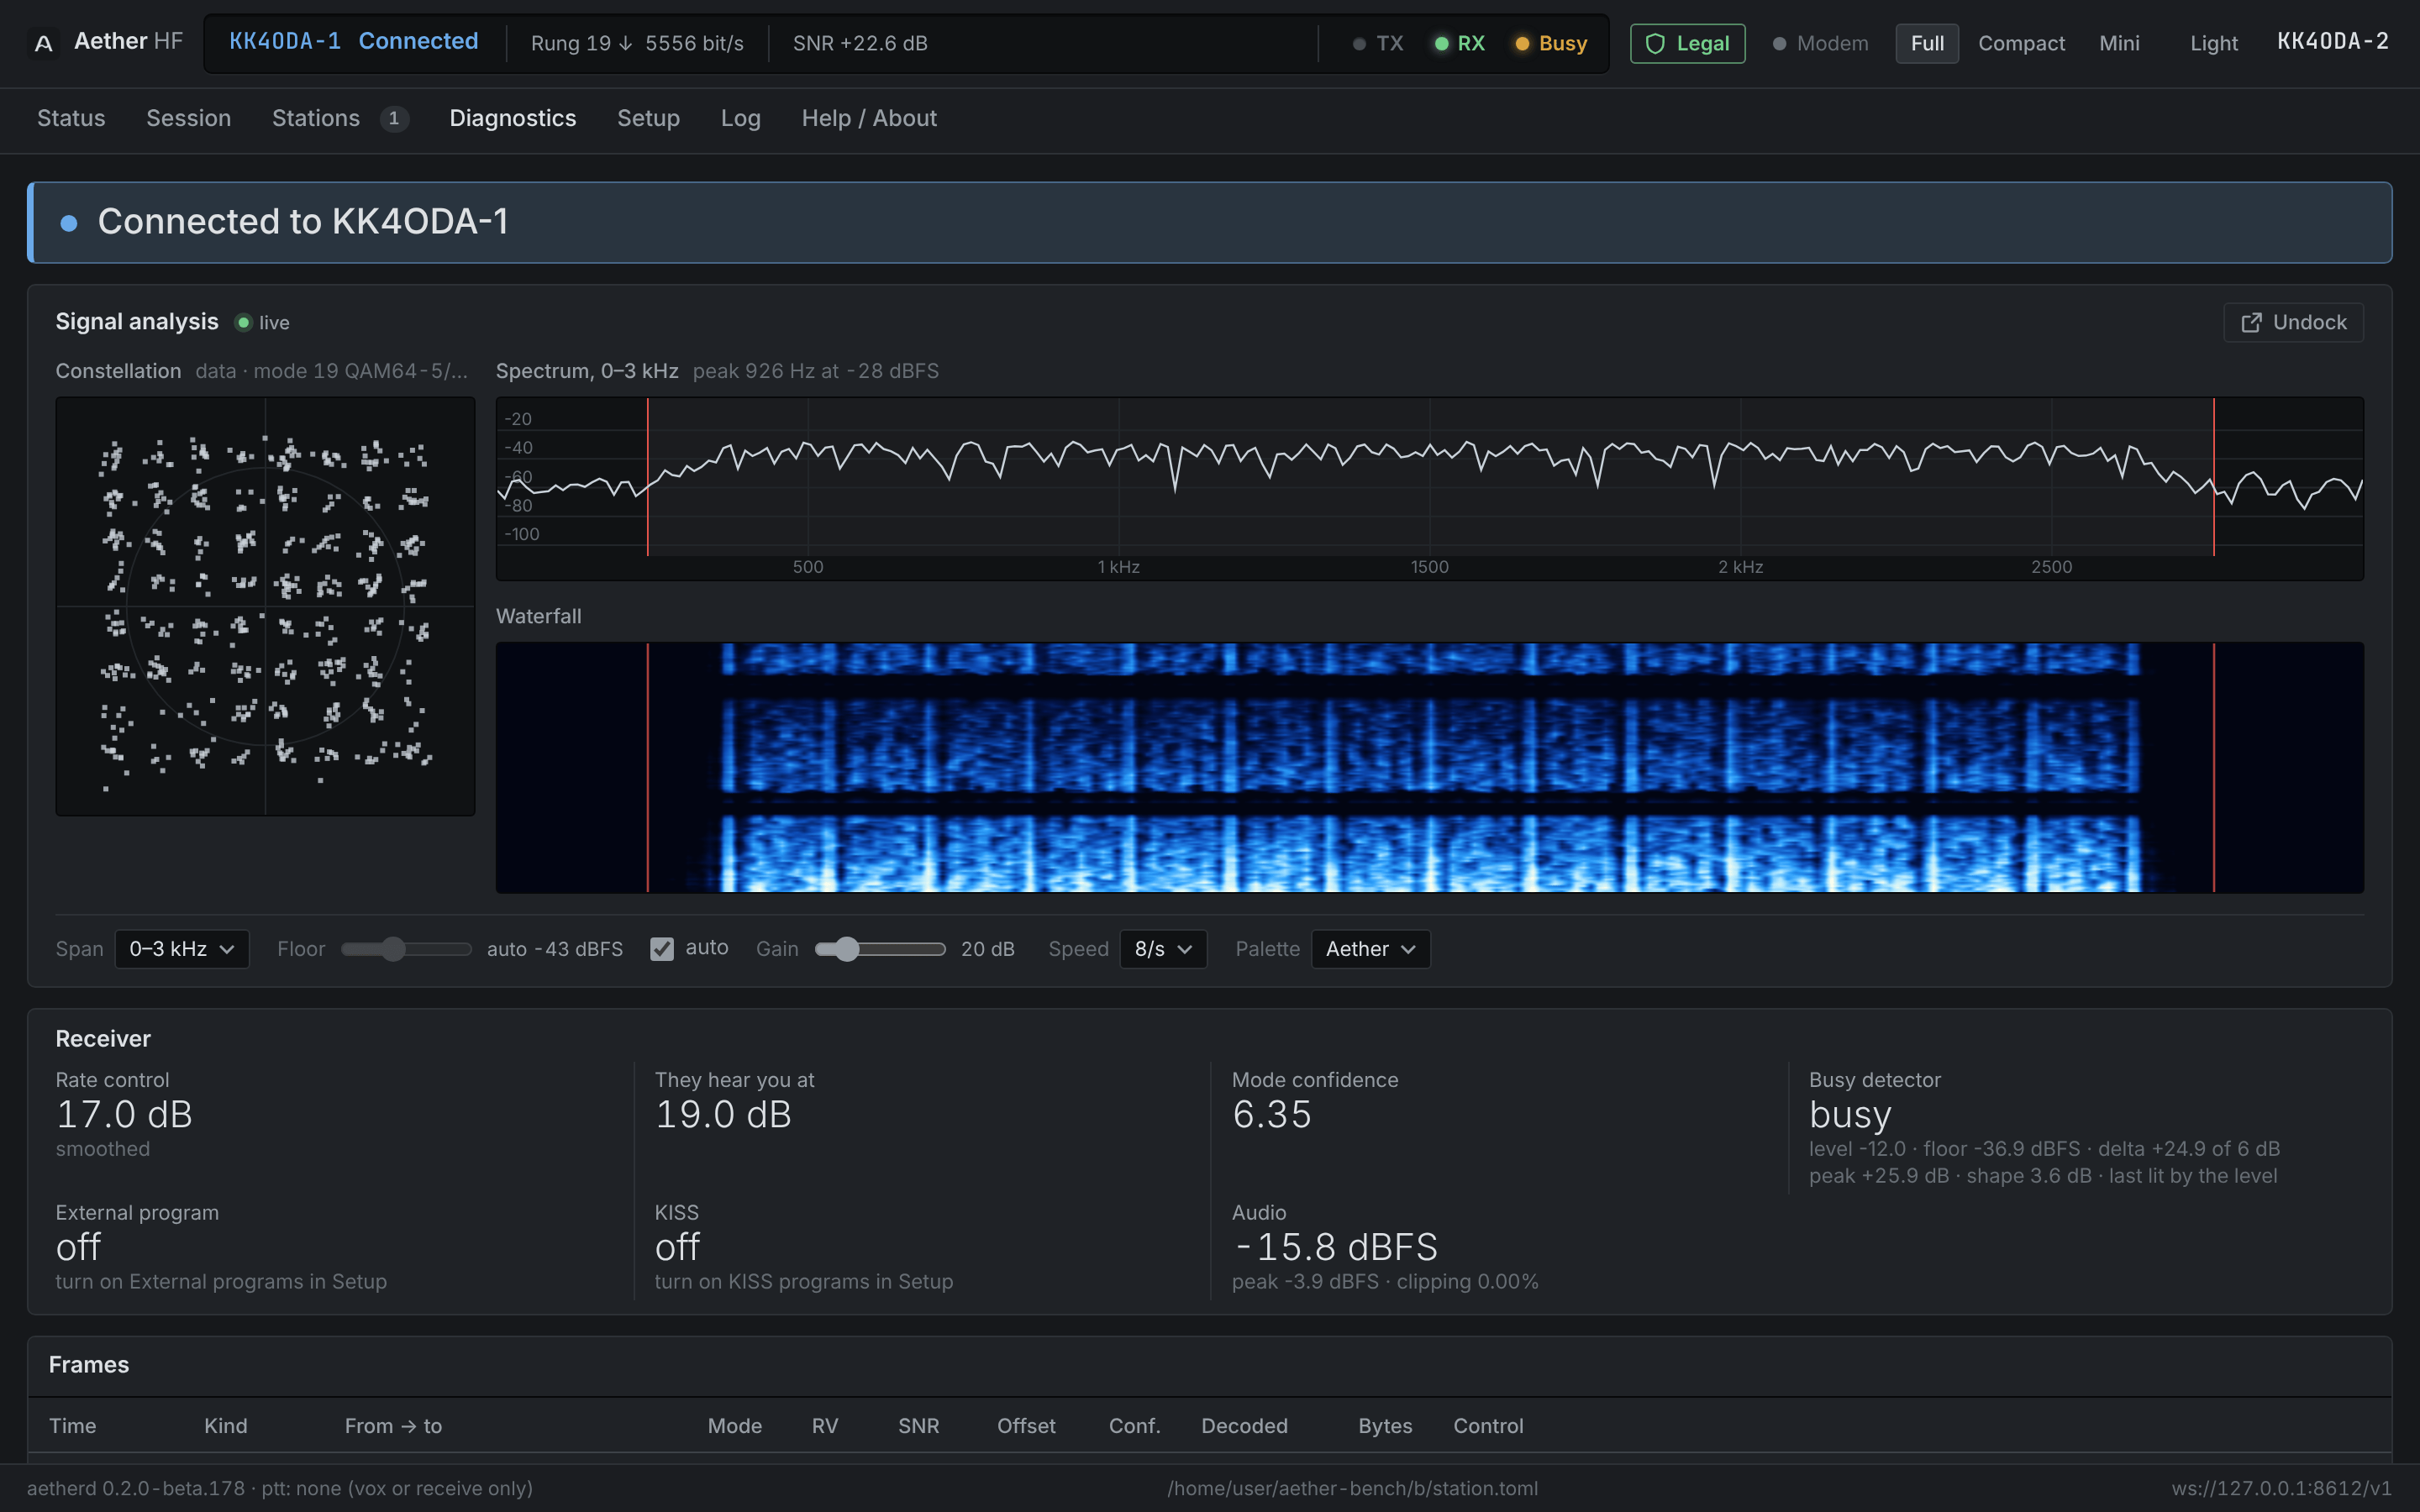 Aether HF
KK4ODA-1 Connected
Rung 19 ↓ 5556 bit/s
SNR +22.6 dB
TX
RX
Busy
Legal
Modem
Full
Compact
Mini
Light
KK4ODA-2
Status
Session
Stations 1
Diagnostics
Setup
Log
Help / About
Connected to KK4ODA-1
Signal analysis live
Undock
Constellation data · mode 19 QAM64-5/...
Spectrum, 0–3 kHz peak 926 Hz at -28 dBFS
-20
-40
-60
-80
-100
500
1 kHz
1500
2 kHz
2500
Waterfall
Span 0–3 kHz
Floor auto -43 dBFS
auto
Gain 20 dB
Speed 8/s
Palette Aether
Receiver
Rate control
17.0 dB
smoothed
They hear you at
19.0 dB
Mode confidence
6.35
Busy detector
busy
level -12.0 · floor -36.9 dBFS · delta +24.9 of 6 dB
peak +25.9 dB · shape 3.6 dB · last lit by the level
External program
off
turn on External programs in Setup
KISS
off
turn on KISS programs in Setup
Audio
-15.8 dBFS
peak -3.9 dBFS · clipping 0.00%
Frames
Time Kind From → to Mode RV SNR Offset Conf. Decoded Bytes Control
aetherd 0.2.0-beta.178 · ptt: none (vox or receive only)
/home/user/aether-bench/b/station.toml
ws://127.0.0.1:8612/v1